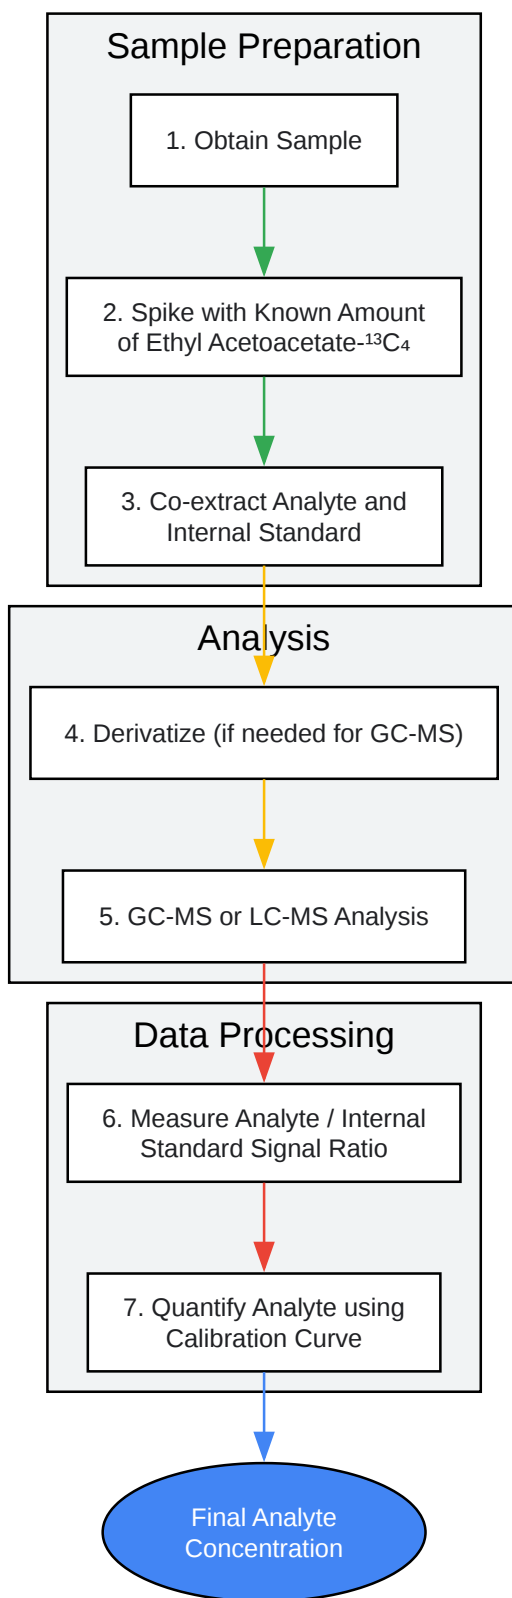 Sample Preparation
1. Obtain Sample
2. Spike with Known Amount
of Ethyl Acetoacetate-¹³C₄
3. Co-extract Analyte and
Internal Standard
Analysis
4. Derivatize (if needed for GC-MS)
5. GC-MS or LC-MS Analysis
Data Processing
6. Measure Analyte / Internal
Standard Signal Ratio
7. Quantify Analyte using
Calibration Curve
Final Analyte
Concentration